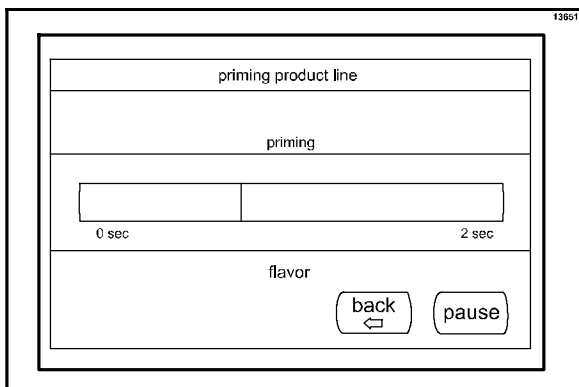 13651
priming product line
priming
0 sec 2 sec
flavor
back pause